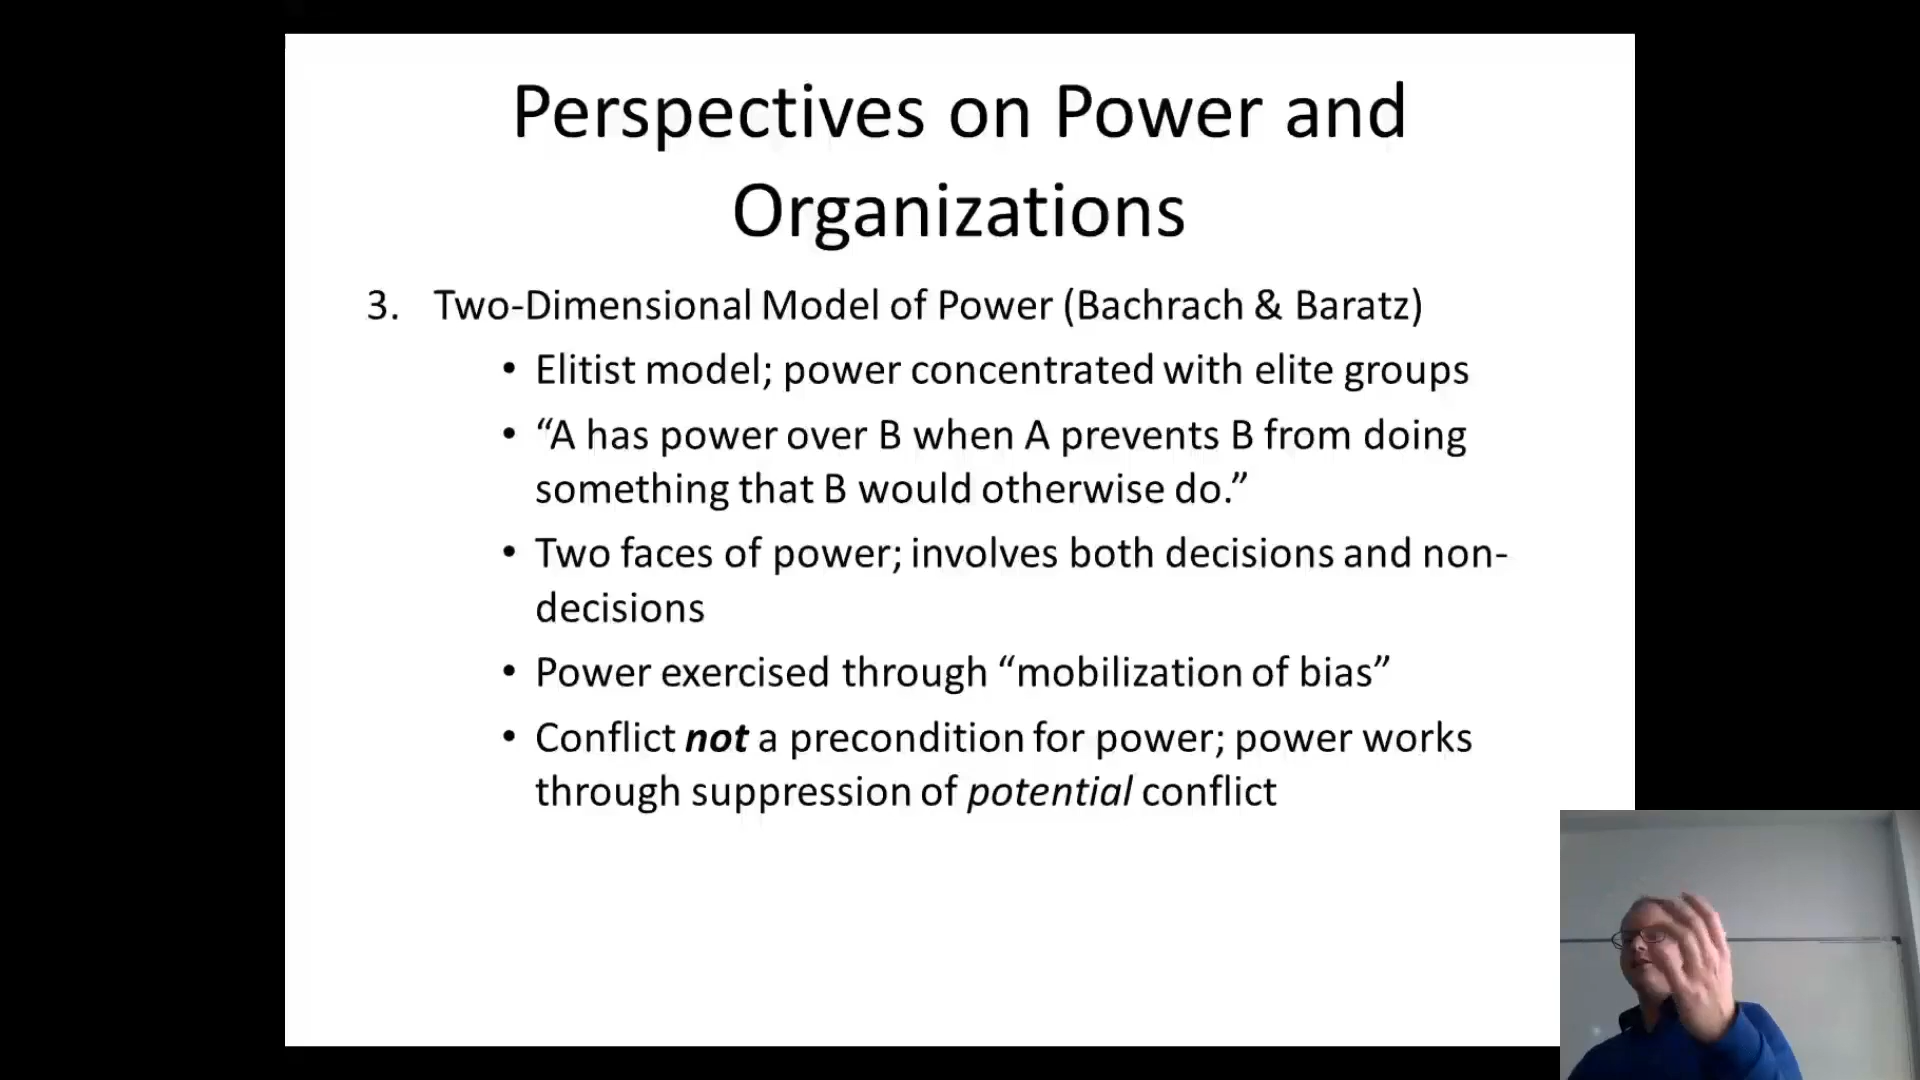 Perspectives on Power and
Organizations
3. Two-Dimensional Model of Power (Bachrach & Baratz)
• Elitist model; power concentrated with elite groups
• “A has power over B when A prevents B from doing
something that B would otherwise do.”
• Two faces of power; involves both decisions and non-
decisions
• Power exercised through “mobilization of bias”
• Conflict not a precondition for power; power works
through suppression of potential conflict